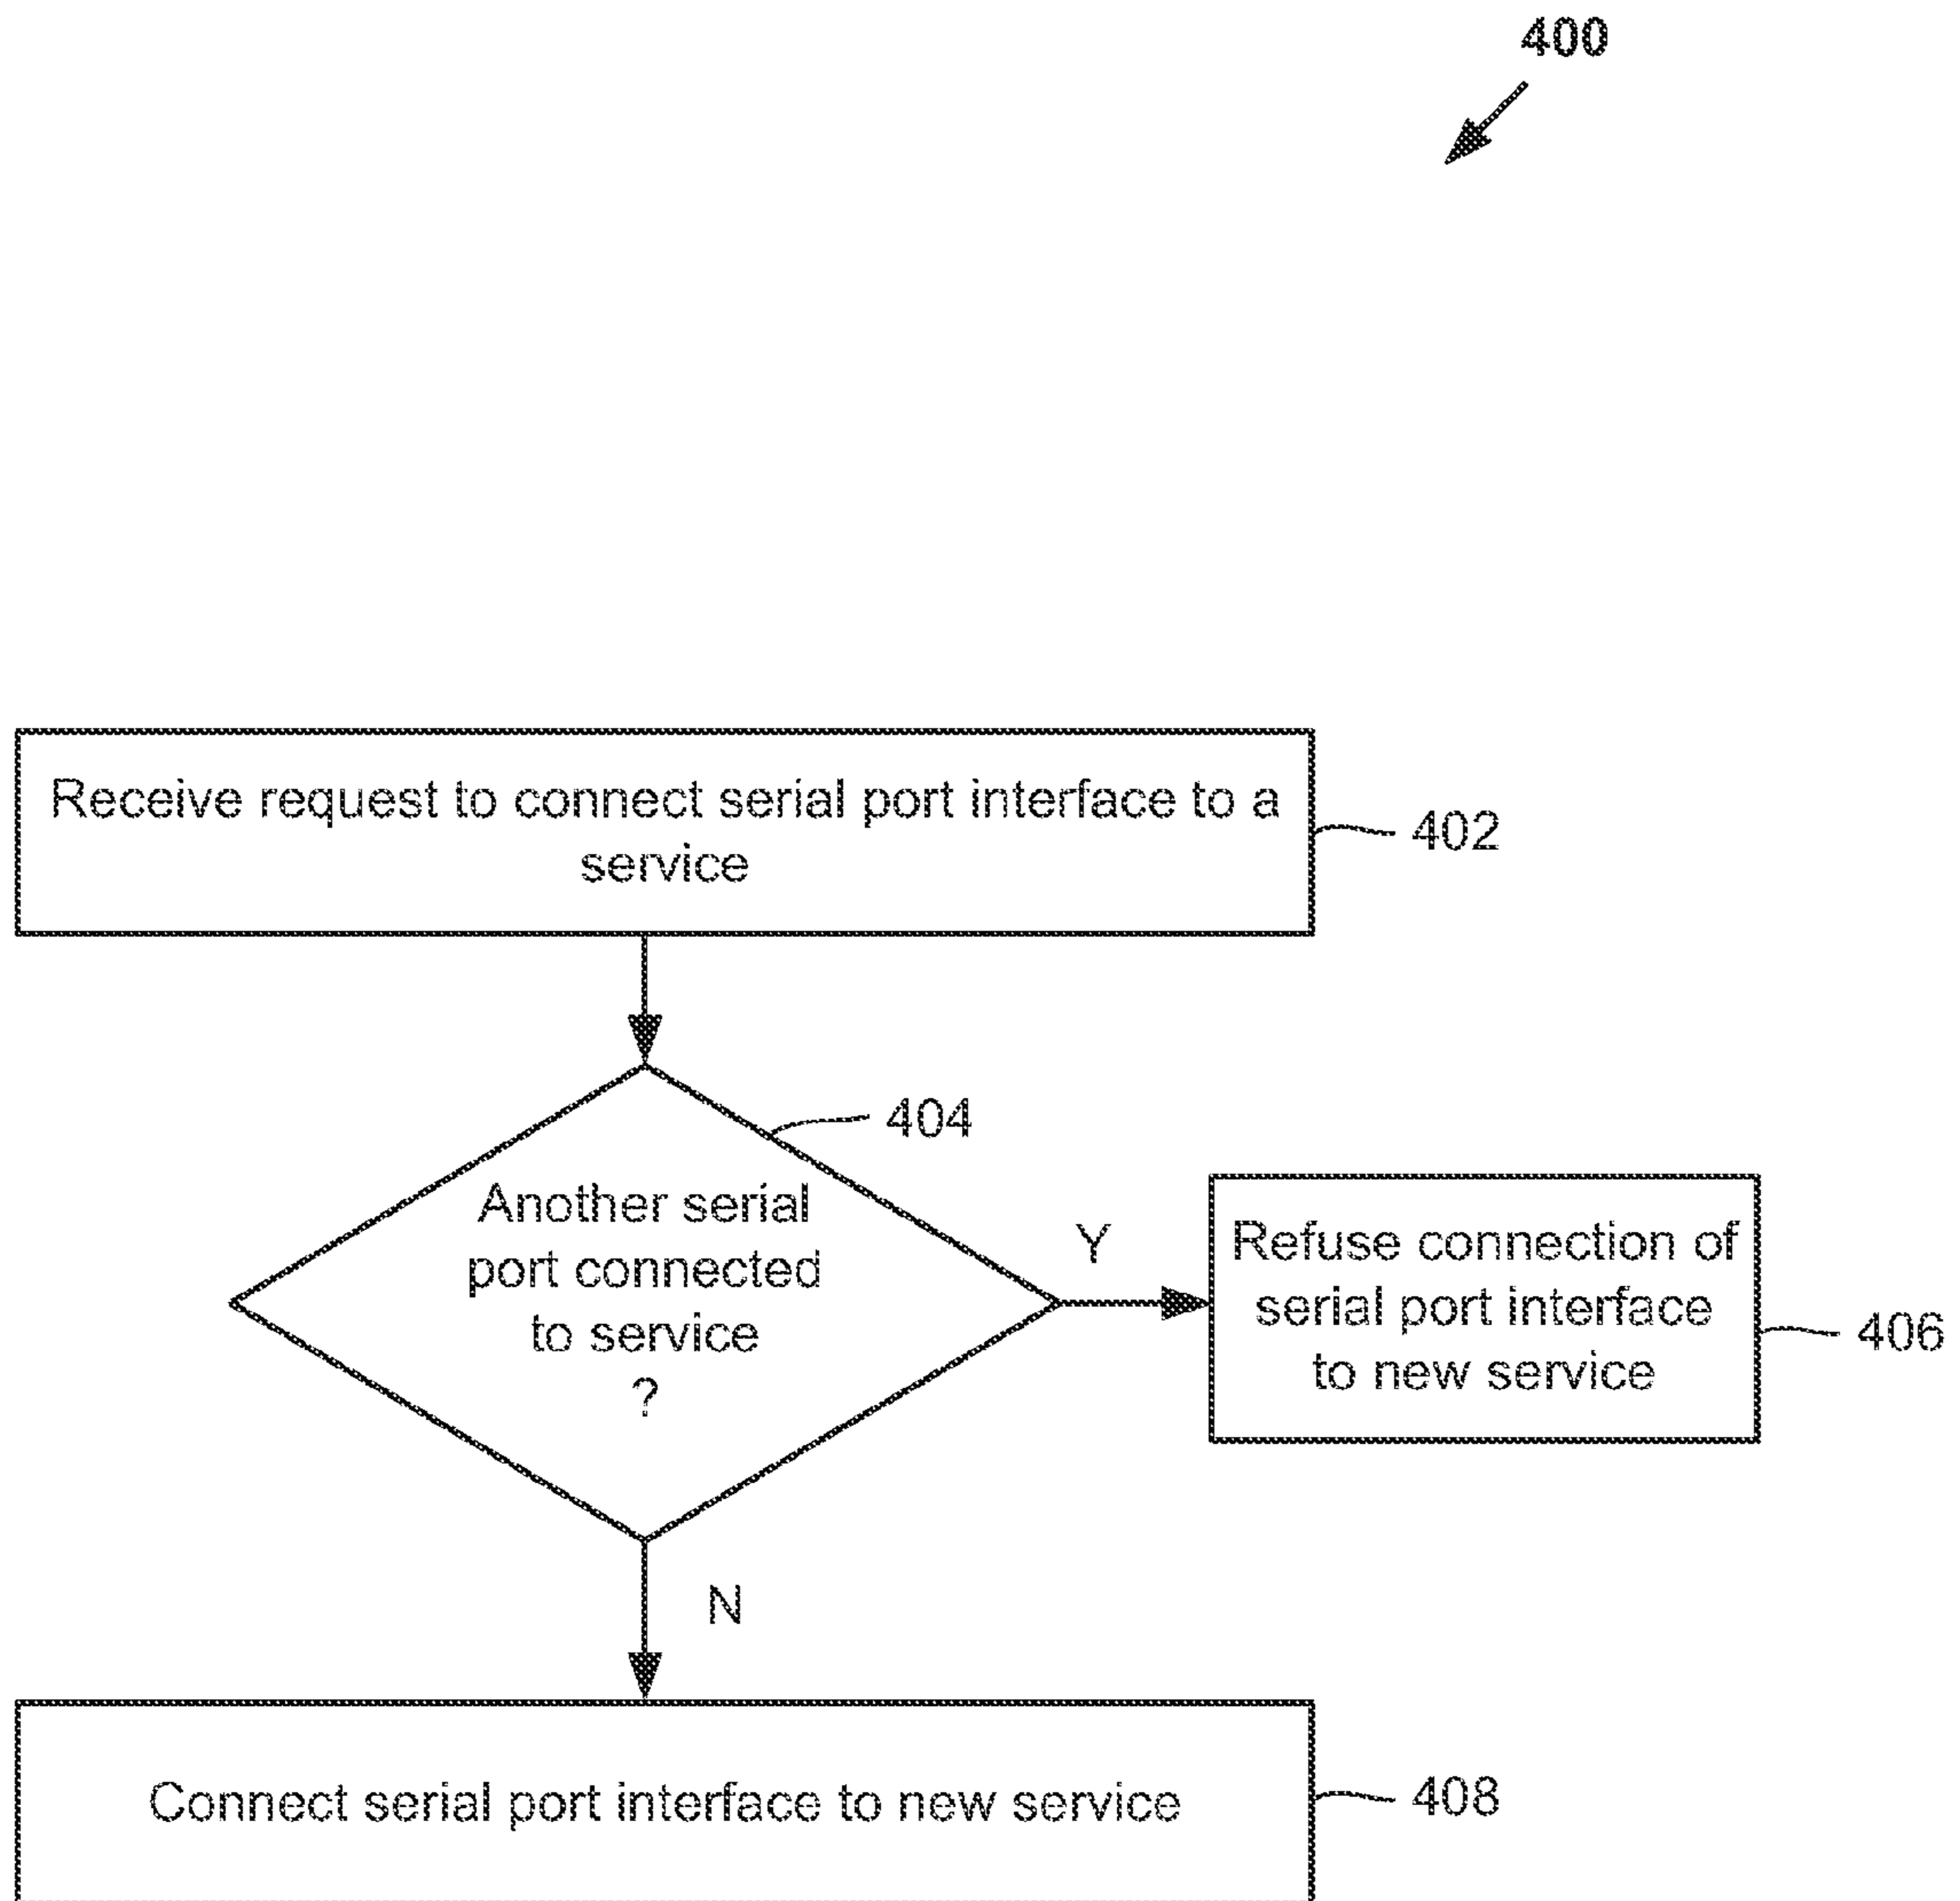 400
Receive request to connect serial port interface to a
service
402
404
Another serial
port connected
to service
?
Y
Refuse connection of
serial port interface
to new service
406
N
Connect serial port interface to new service
408